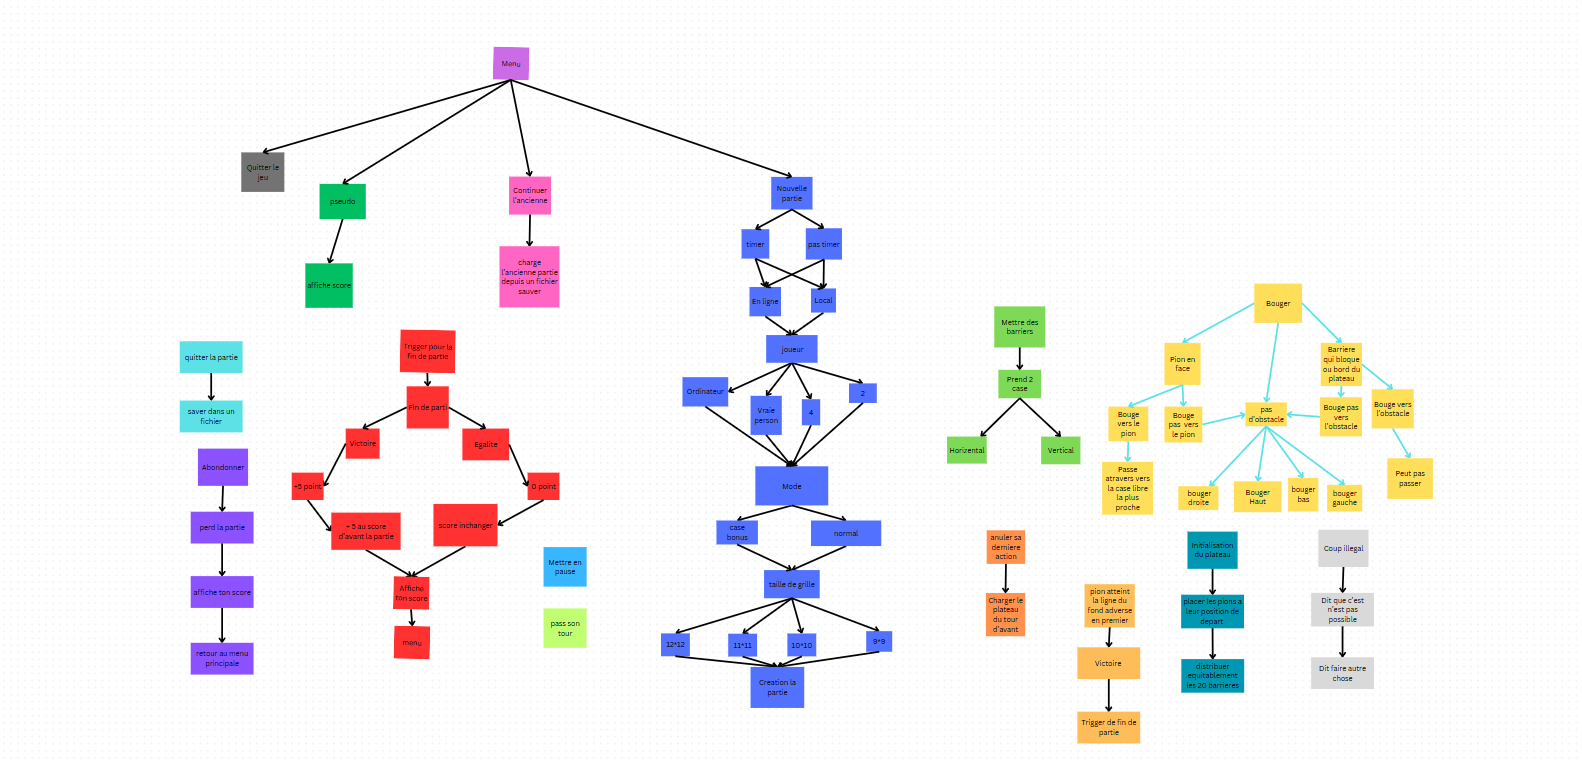 Menu
Quitter le
jeu
pseudo
affiche score
Continuer
l'ancienne
charge
l'ancienne partie
depuis un fichier
sauver
Nouvelle
partie
timer
pas timer
En ligne
Local
joueur
Ordinateur
Vraie
person
4
2
Mode
case
bonus
normal
taille de grille
12*12
11*11
10*10
9*9
Creation la
partie
quitter la partie
saver dans un
fichier
Abondonner
perd la partie
affiche ton score
retour au menu
principale
Trigger pour la
fin de partie
Fin de parti
Victoire
Egalite
+5 point
0 point
+ 5 au score
d'avant la partie
score inchanger
Affiche
ton score
menu
Mettre en
pause
pass son
tour
Mettre des
barriers
Prend 2
case
Horizental
Vertical
Bouger
Pion en
face
Barriere
qui bloque
ou bord du
plateau
Bouge
vers le
pion
Bouge
pas vers
le pion
pas
d'obstacle
Bouge pas
vers
l'obstacle
Bouge vers
l'obstacle
Passe
atravers vers
la case libre
la plus
proche
bouger
droite
Bouger
Haut
bouger
bas
bouger
gauche
Peut pas
passer
anuler sa
derniere
action
Charger le
plateau
du tour
d'avant
pion atteint
la ligne du
fond adverse
en premier
Victoire
Trigger de fin de
partie
Initialisation
du plateau
placer les pions a
leur position de
depart
distribuer
equitablement
les 20 barrieres
Coup illegal
Dit que c'est
n'est pas
possible
Dit faire autre
chose